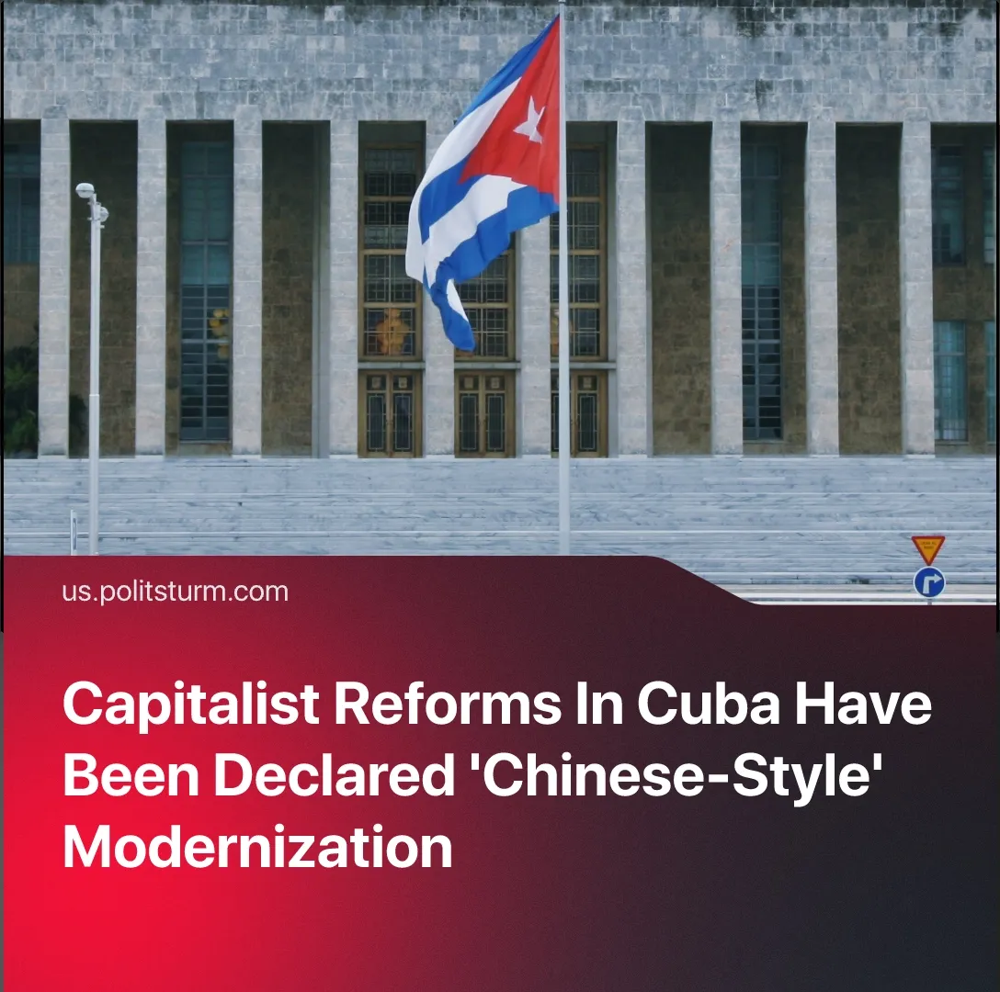 us.politsturm.com
Capitalist Reforms In Cuba Have
Been Declared 'Chinese-Style'
Modernization